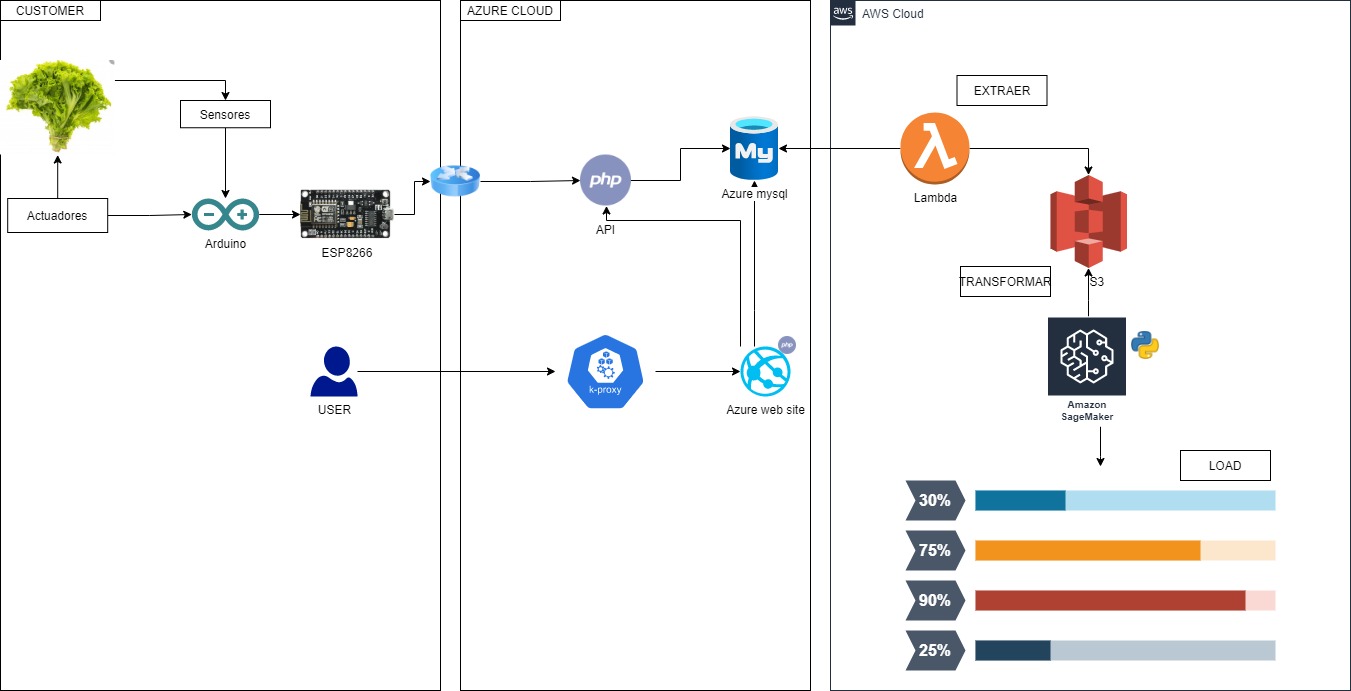 CUSTOMER
AZURE CLOUD
aws
AWS Cloud
EXTRAER
Sensores
My
php
Azure mysql
Lambda
Actuadores
Arduino
API
ESP8266
TRANSFORMAR
S3
php
k-proxy
USER
Azure web site
Amazon
SageMaker
LOAD
30%
75%
90%
25%